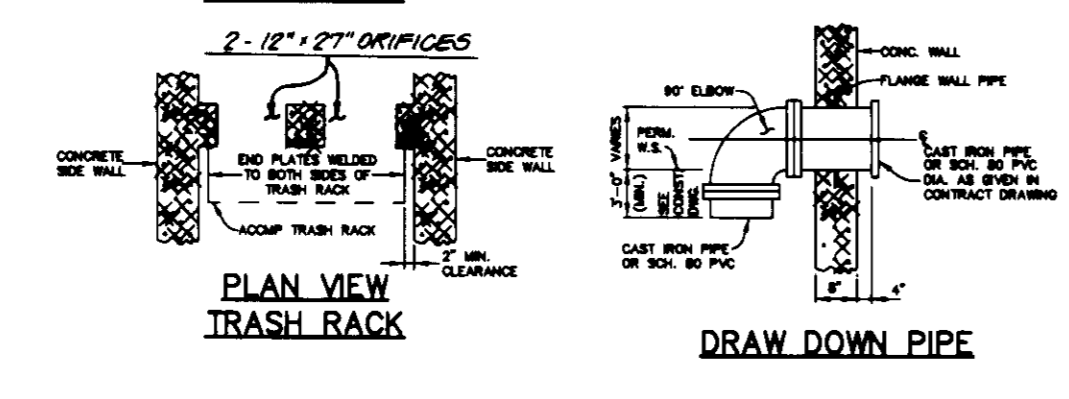 2 - 12" x 27" ORIFICES
CONCRETE
SIDE WALL
END PLATES WELDED
TO BOTH SIDES OF
TRASH RACK
CONCRETE
SIDE WALL
ACCMP TRASH RACK
2" MIN.
CLEARANCE
PLAN VIEW
TRASH RACK
CONC. WALL
FLANGE WALL PIPE
90° ELBOW
VARIES
PERM.
W.S.
3'-0"
(MIN.)
SEE
CONST.
DWG.
CAST IRON PIPE
OR SCH. 80 PVC
DIA. AS GIVEN IN
CONTRACT DRAWING
CAST IRON PIPE
OR SCH. 80 PVC
8"
4"
DRAW DOWN PIPE